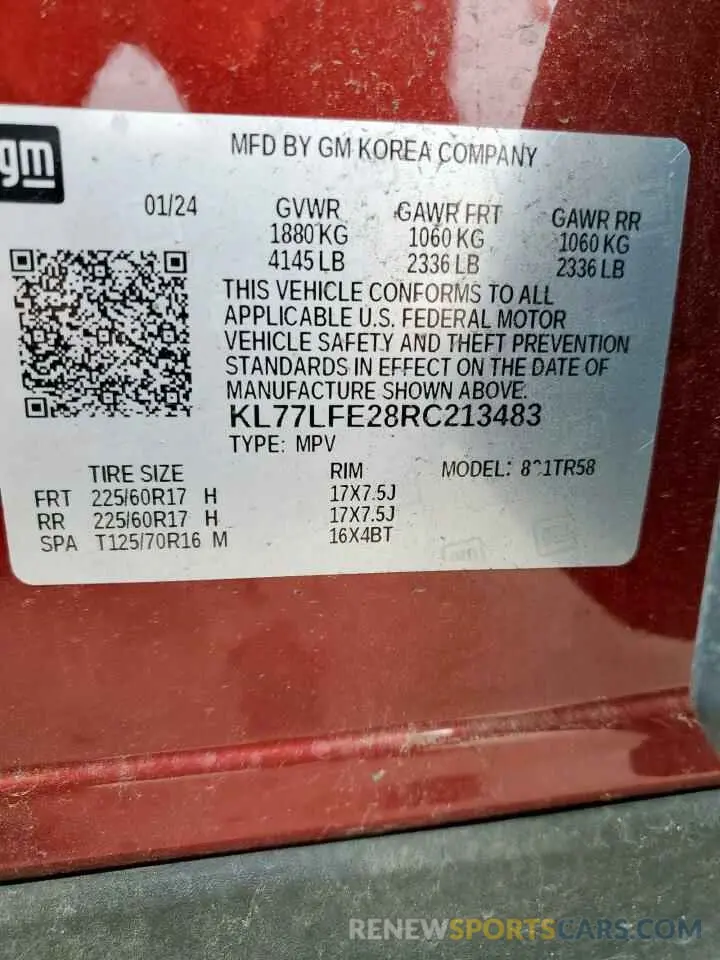 gm
MFD BY GM KOREA COMPANY
01/24 GVWR GAWR FRT GAWR RR
1880 KG 1060 KG 1060 KG
4145 LB 2336 LB 2336 LB
THIS VEHICLE CONFORMS TO ALL
APPLICABLE U.S. FEDERAL MOTOR
VEHICLE SAFETY AND THEFT PREVENTION
STANDARDS IN EFFECT ON THE DATE OF
MANUFACTURE SHOWN ABOVE.
KL77LFE28RC213483
TYPE: MPV
TIRE SIZE RIM MODEL:
FRT 225/60R17 H 17X7.5J
RR 225/60R17 H 17X7.5J
SPA T125/70R16 M 16X4BT
RENEWSPORTSCARS.COM